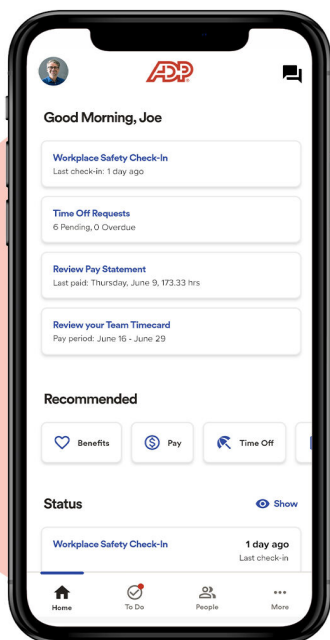 ADP
Good Morning, Joe
Workplace Safety Check-In
Last check-in: 1 day ago
Time Off Requests
6 Pending, 0 Overdue
Review Pay Statement
Last paid: Thursday, June 9, 173.33 hrs
Review your Team Timecard
Pay period: June 16 - June 29
Recommended
Benefits
Pay
Time Off
Status
Show
Workplace Safety Check-In
1 day ago
Last check-in
Home
To Do
People
More